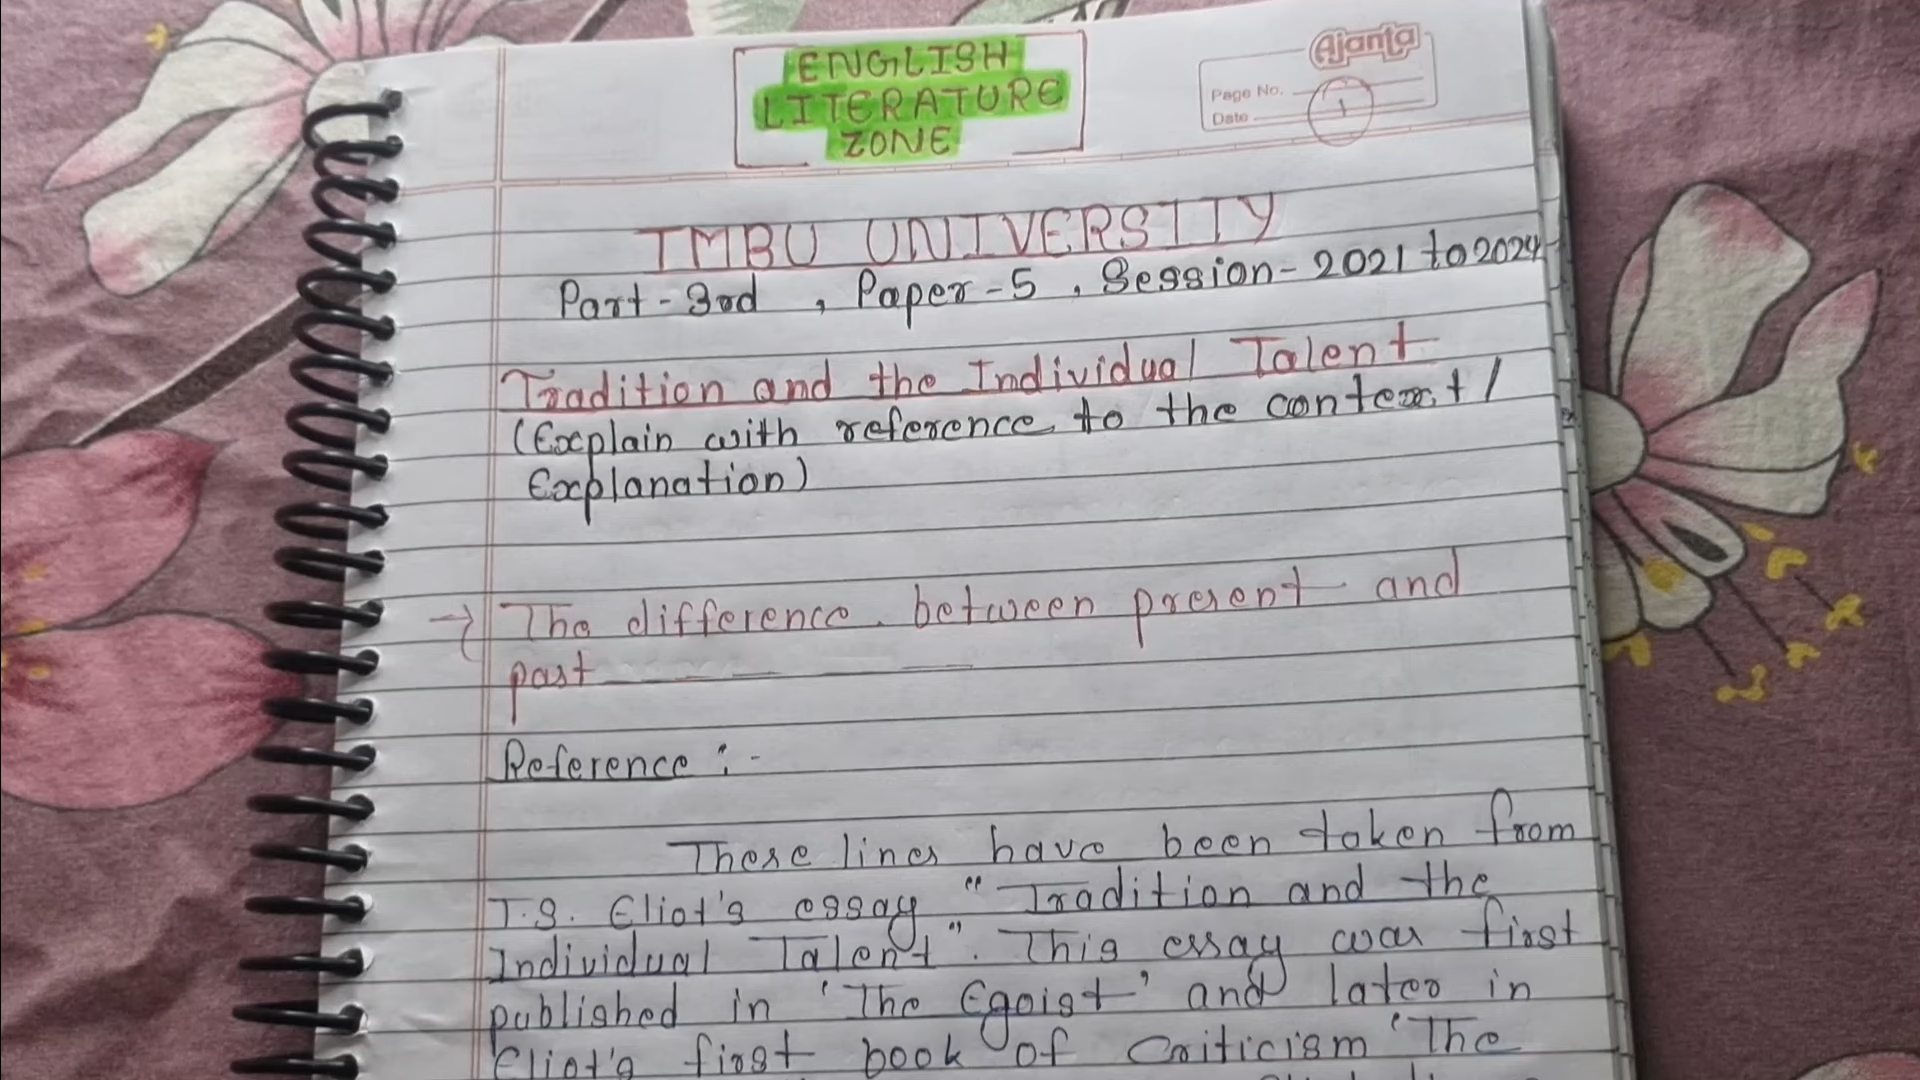 ENGLISH
LITERATURE
ZONE
Ajanta
Page No. 1
Date
TMBU UNIVERSITY
Part-3rd, Paper-5, Session-2021 to 2024
Tradition and the Individual Talent
(Explain with reference to the context/
Explanation)
→ The difference between present and
past
Reference :-
These lines have been taken from
T.S. Eliot's essay "Tradition and the
Individual Talent". This essay was first
published in 'The Egoist' and later in
Eliot's first book of Criticism 'The